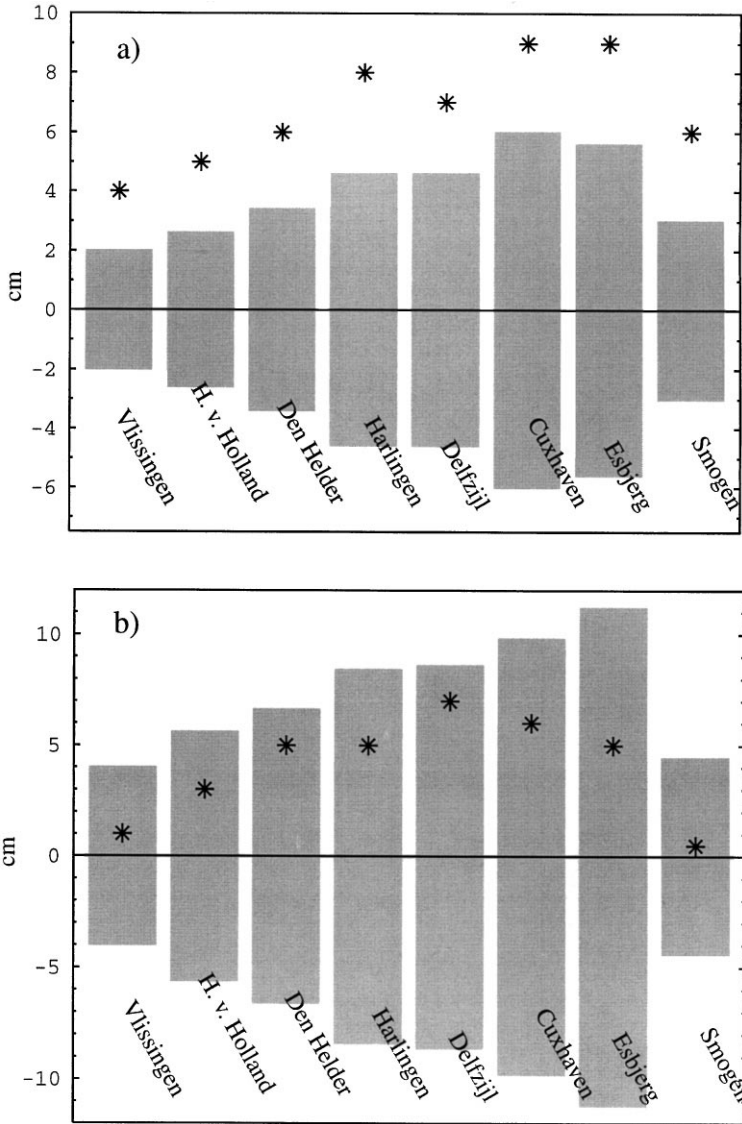 10
a)
8
6
4
2
cm
0
-2
-4
-6
Vlissingen
H. v. Holland
Den Helder
Harlingen
Delfzijl
Cuxhaven
Esbjerg
Smogen
b)
10
5
cm
0
-5
-10
Vlissingen
H. v. Holland
Den Helder
Harlingen
Delfzijl
Cuxhaven
Esbjerg
Smogen